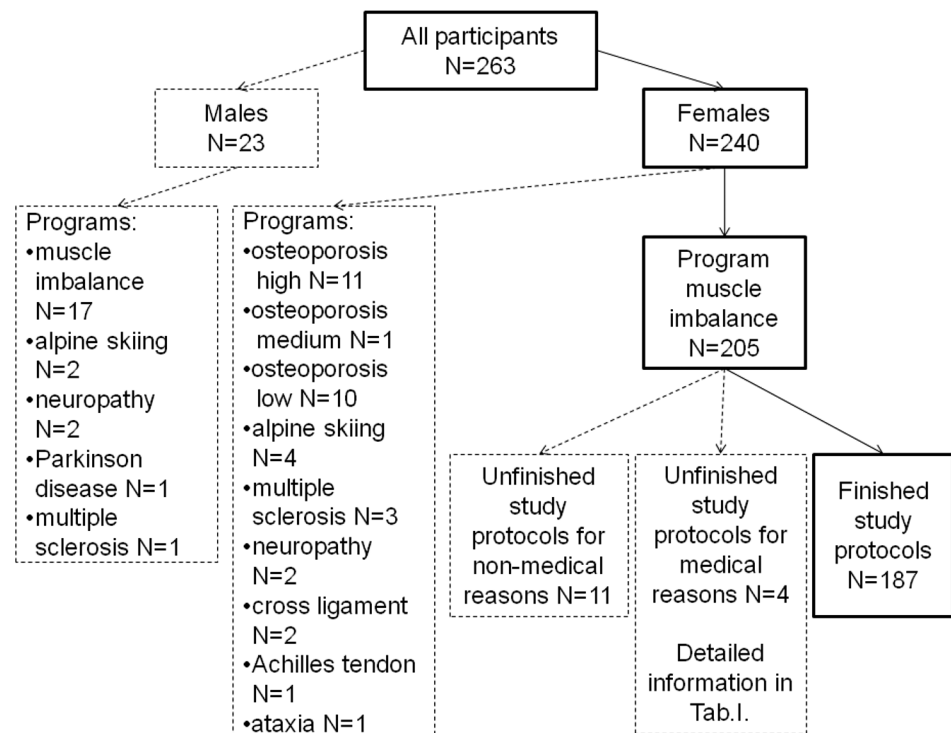 All participants
N=263
Males
N=23
Females
N=240
Programs:
•muscle
imbalance
N=17
•alpine skiing
N=2
•neuropathy
N=2
•Parkinson
disease N=1
•multiple
sclerosis N=1
Programs:
•osteoporosis
high N=11
•osteoporosis
medium N=1
•osteoporosis
low N=10
•alpine skiing
N=4
•multiple
sclerosis N=3
•neuropathy
N=2
•cross ligament
N=2
•Achilles tendon
N=1
•ataxia N=1
Program
muscle
imbalance
N=205
Unfinished
study
protocols for
non-medical
reasons N=11
Unfinished
study
protocols for
medical
reasons N=4
Detailed
information in
Tab.I.
Finished
study
protocols
N=187